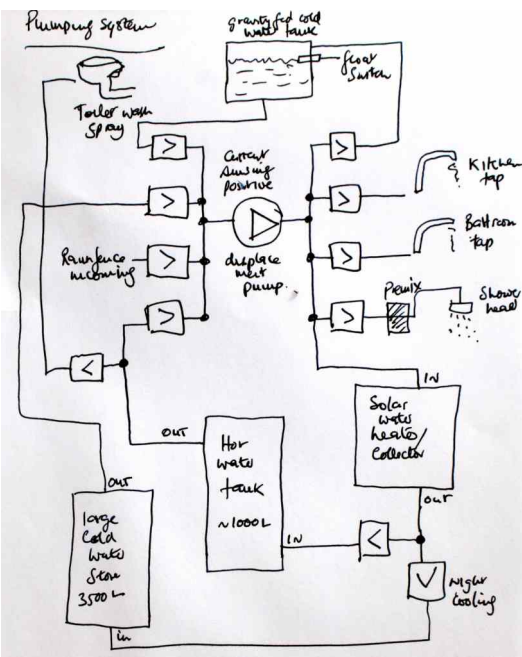 Pumping System
gravity fed cold
water tank
float
switch
Toilet wash
Spray
>
>
Current
sensing
positive
displace
ment
pump.
Kitchen
tap
>
>
Bathroom
tap
>
incoming
>
>
>
Premix
Shower
head
<
IN
Solar
water
heater/
Collector
OUT
Hot
water
tank
~1000L
OUT
IN
<
OUT
large
Cold
Water
Store
3500L
in
V
Night
Cooling